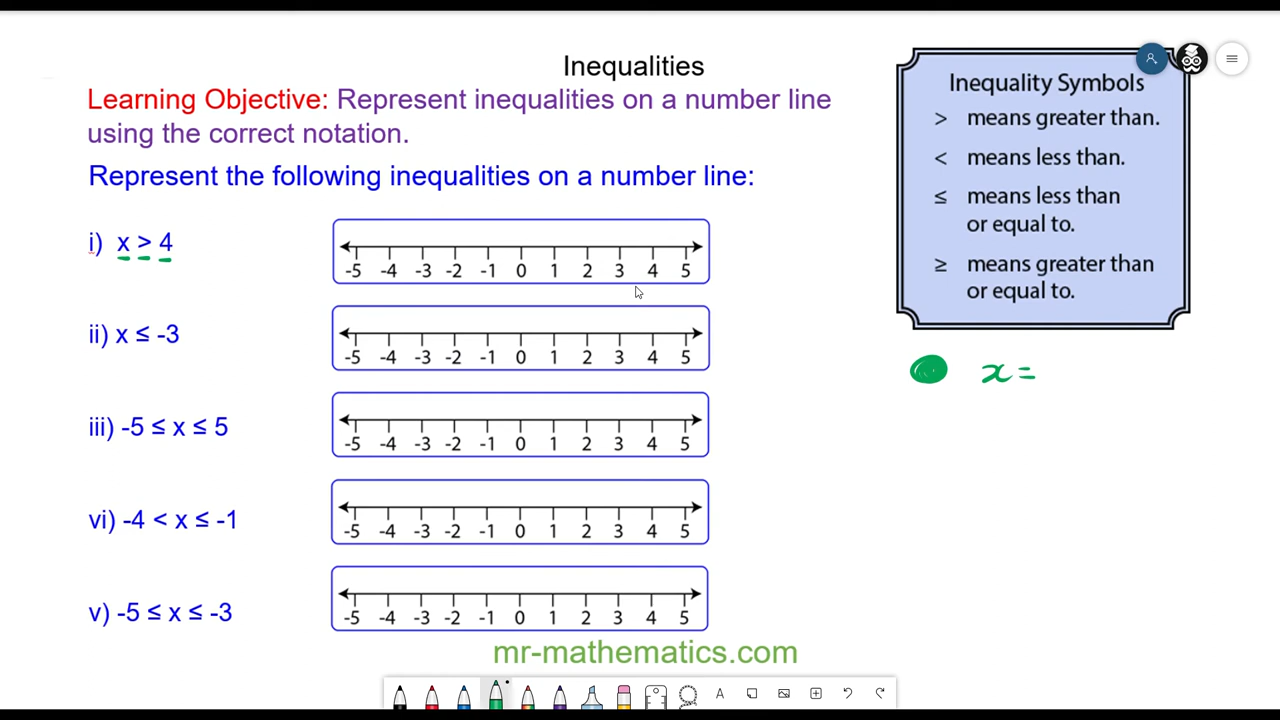 Inequalities
Learning Objective: Represent inequalities on a number line
using the correct notation.
Represent the following inequalities on a number line:
i) x > 4
-5 -4 -3 -2 -1 0 1 2 3 4 5
ii) x ≤ -3
-5 -4 -3 -2 -1 0 1 2 3 4 5
iii) -5 ≤ x ≤ 5
-5 -4 -3 -2 -1 0 1 2 3 4 5
vi) -4 < x ≤ -1
-5 -4 -3 -2 -1 0 1 2 3 4 5
v) -5 ≤ x ≤ -3
-5 -4 -3 -2 -1 0 1 2 3 4 5
mr-mathematics.com
Inequality Symbols
> means greater than.
< means less than.
≤ means less than
or equal to.
≥ means greater than
or equal to.
x =
A